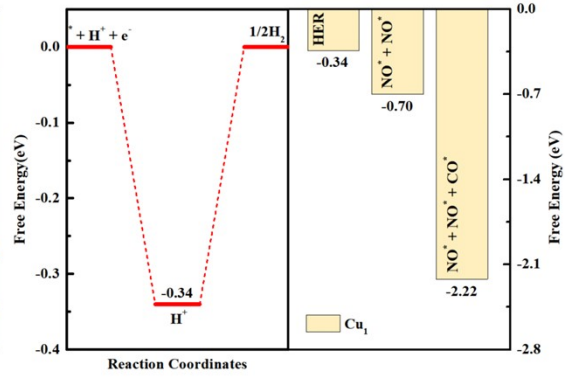 Free Energy(eV)
0.0
-0.1
-0.2
-0.3
-0.4
* + H⁺ + e⁻
1/2H₂
-0.34
H⁺
Reaction Coordinates
HER
-0.34
NO* + NO*
-0.70
NO* + NO* + CO*
-2.22
Cu₁
0.0
-0.7
-1.4
-2.1
-2.8
Free Energy (eV)